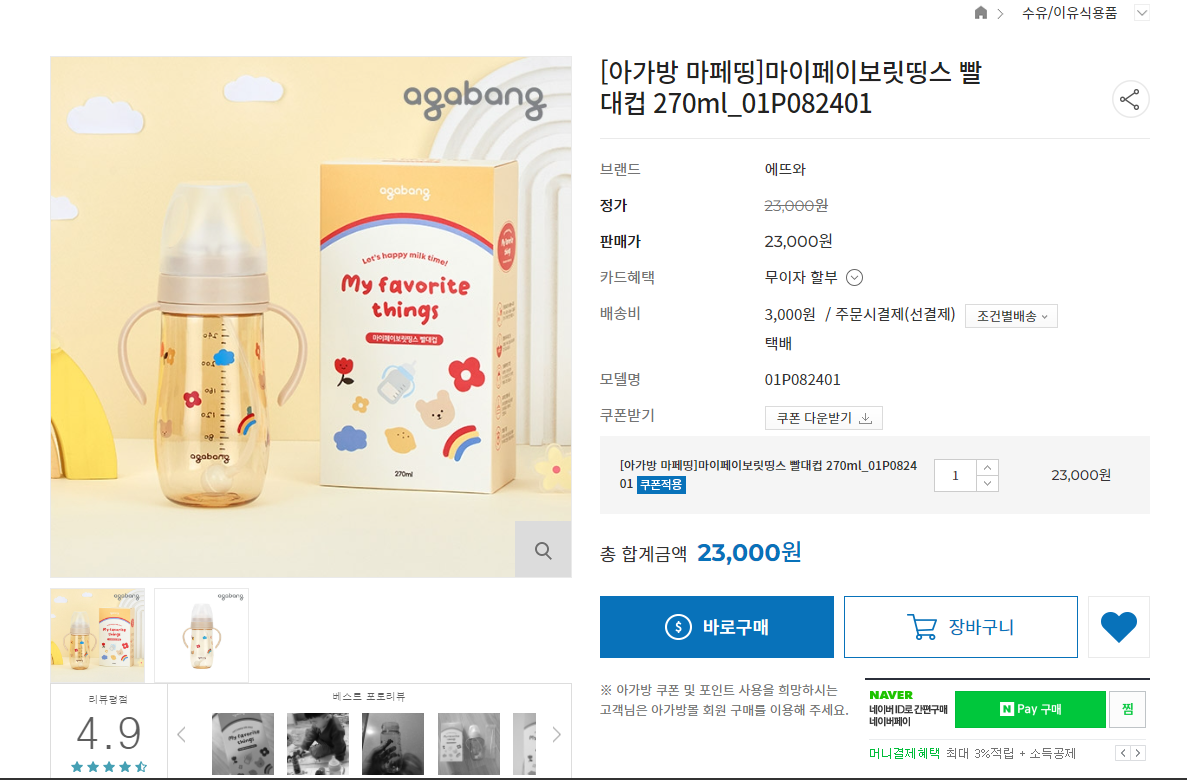 수유/이유식용품
agabang
agabang
Let's happy milk time!
My favorite
things
마이페이보릿띵스 빨대컵
270ml
agabang
[아가방 마페띵]마이페이보릿띵스 빨
대컵 270ml_01P082401
브랜드 에뜨와
정가 23,000원
판매가 23,000원
카드혜택 무이자 할부
배송비 3,000원 / 주문시결제(선결제) 조건별배송
택배
모델명 01P082401
쿠폰받기 쿠폰 다운받기
[아가방 마페띵]마이페이보릿띵스 빨대컵 270ml_01P0824
01 쿠폰적용
1
23,000원
총 합계금액 23,000원
바로구매 장바구니
※ 아가방 쿠폰 및 포인트 사용을 희망하시는
고객님은 아가방몰 회원 구매를 이용해 주세요.
NAVER
네이버 ID로 간편구매
네이버페이
N Pay 구매
찜
머니결제혜택 최대 3%적립 + 소득공제
agabang
My favorite
things
agabang
리뷰평점
4.9
베스트 포토리뷰